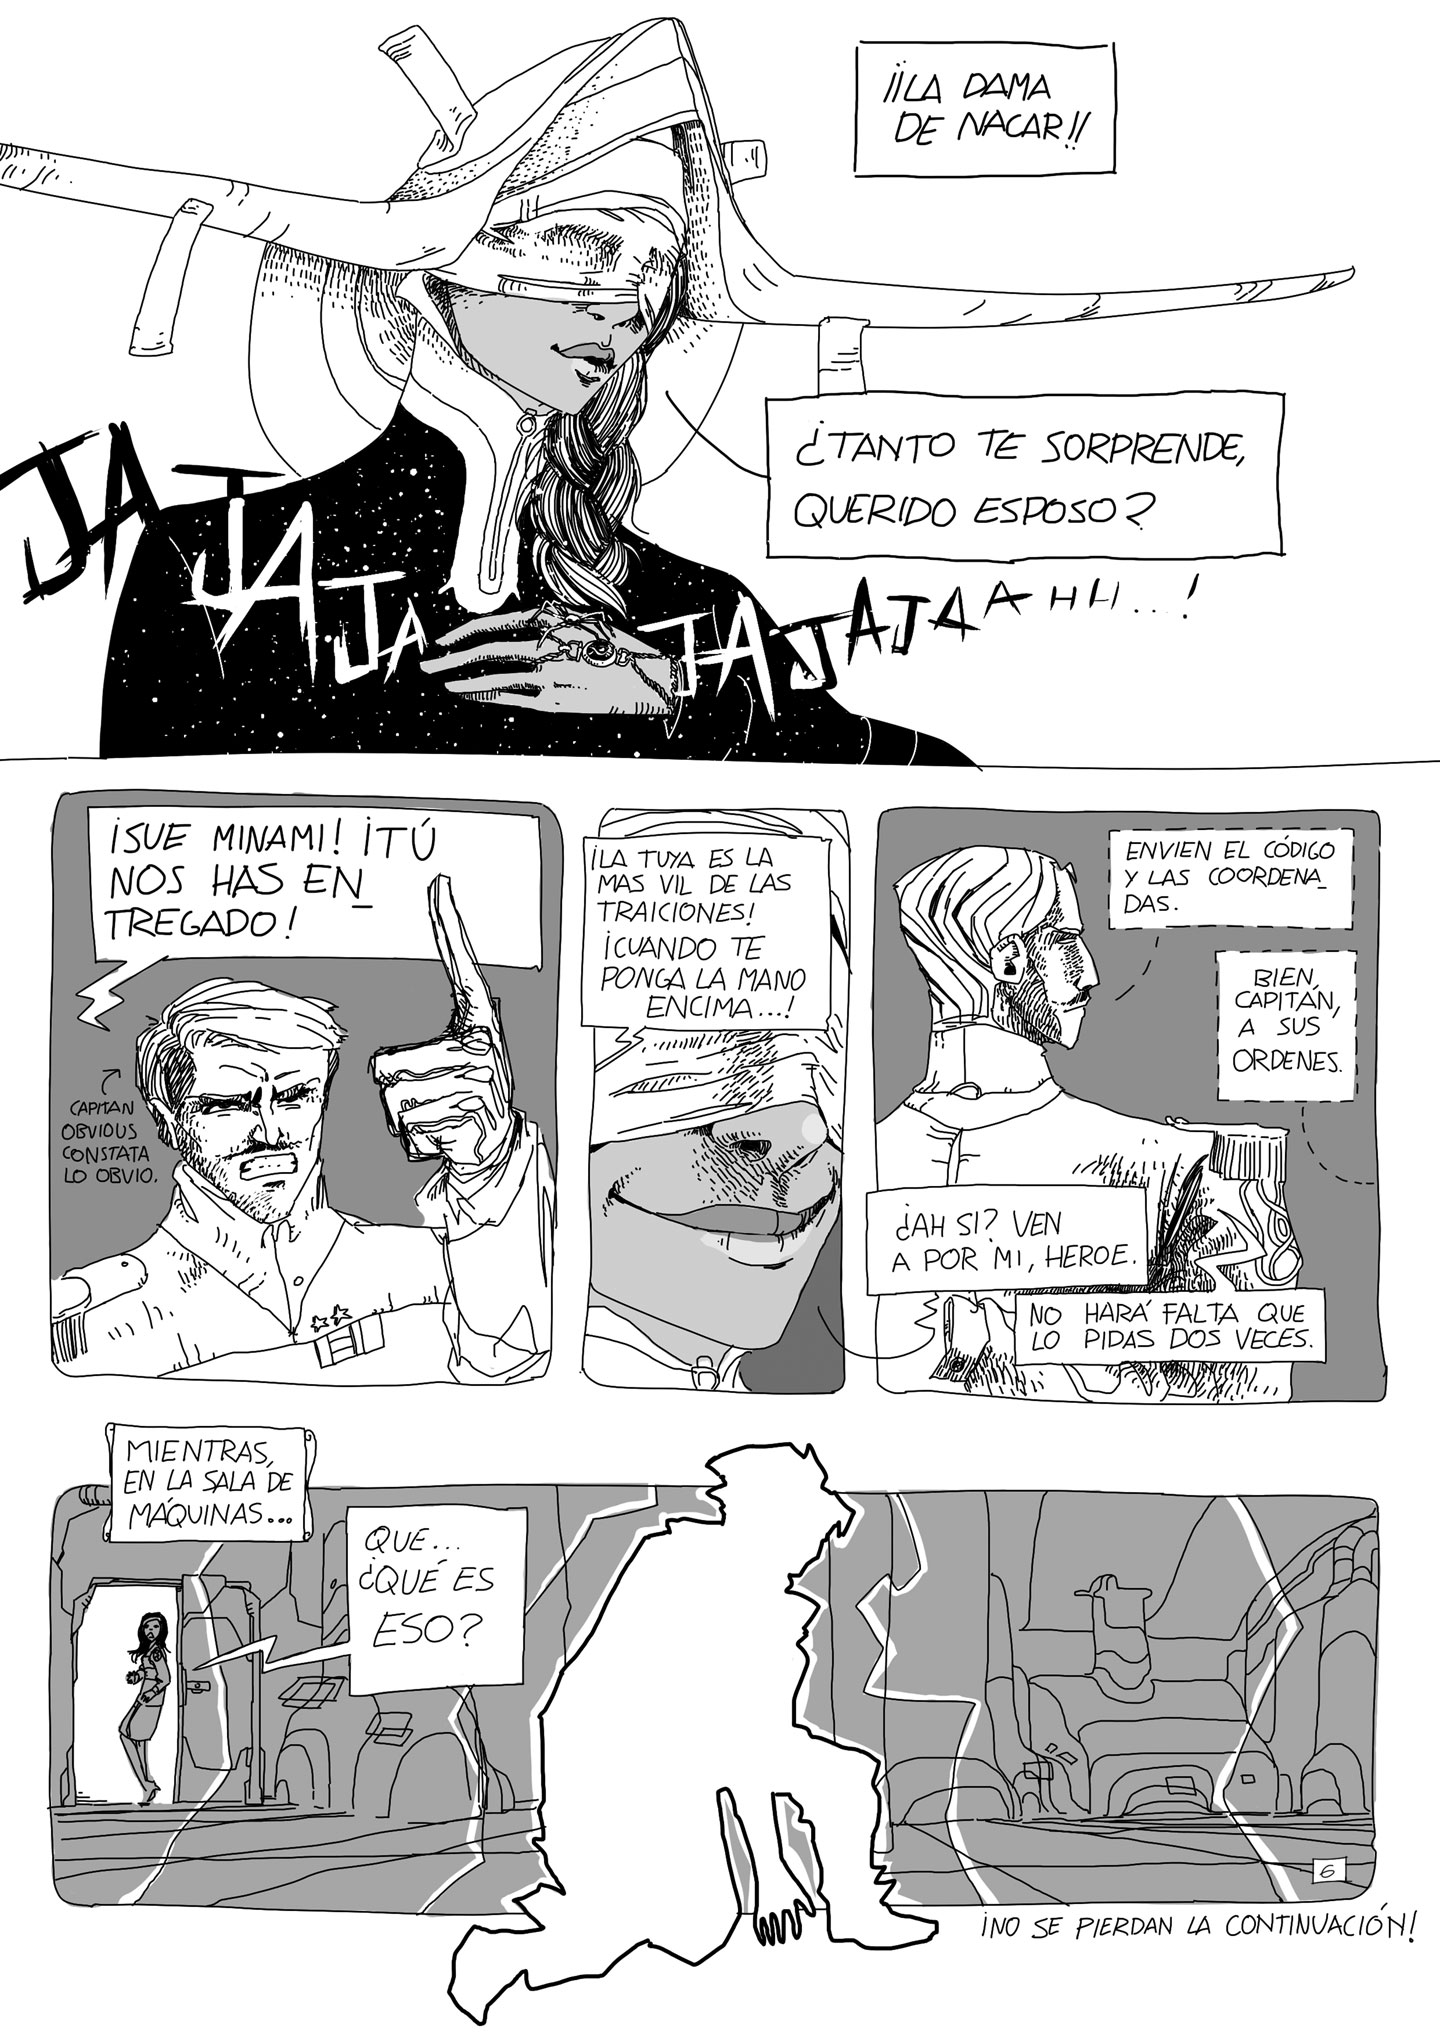 ¡¡LA DAMA
DE NACAR!!
¿TANTO TE SORPRENDE,
QUERIDO ESPOSO?
JA JA JA JA JA JAJAJAAAHH...!
¡SUE MINAMI! ¡TÚ
NOS HAS EN_
TREGADO!
CAPITAN
OBVIOUS
CONSTATA
LO OBVIO.
¡LA TUYA ES LA
MAS VIL DE LAS
TRAICIONES!
¡CUANDO TE
PONGA LA MANO
ENCIMA...!
ENVIEN EL CÓDIGO
Y LAS COORDENA_
DAS.
BIEN,
CAPITÁN,
A SUS
ORDENES.
¿AH SI? VEN
A POR MI, HEROE.
NO HARÁ FALTA QUE
LO PIDAS DOS VECES.
MIENTRAS,
EN LA SALA DE
MÁQUINAS...
QUE...
¿QUÉ ES
ESO?
6
¡NO SE PIERDAN LA CONTINUACIÓN!